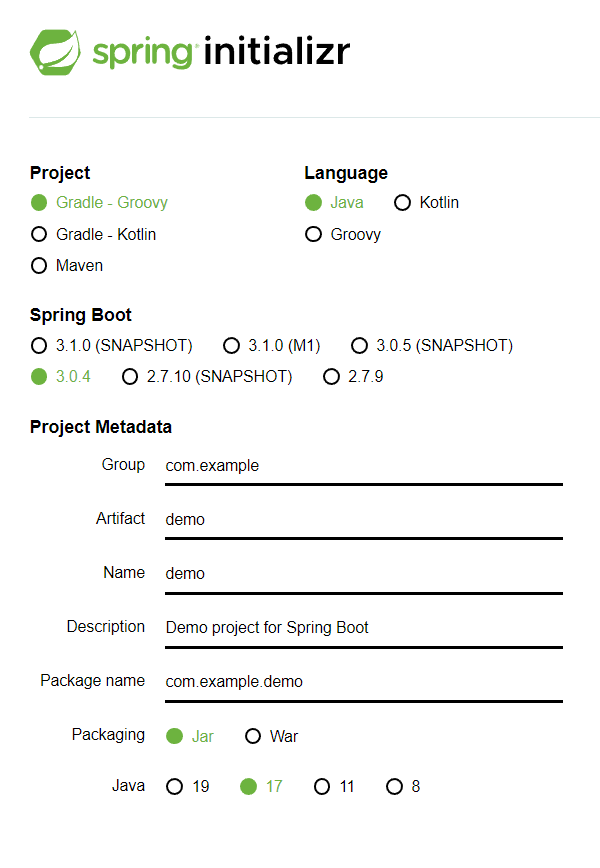 spring initializr
Project
Language
Gradle - Groovy
Java
Kotlin
Gradle - Kotlin
Groovy
Maven
Spring Boot
3.1.0 (SNAPSHOT)
3.1.0 (M1)
3.0.5 (SNAPSHOT)
3.0.4
2.7.10 (SNAPSHOT)
2.7.9
Project Metadata
Group com.example
Artifact demo
Name demo
Description Demo project for Spring Boot
Package name com.example.demo
Packaging Jar War
Java 19 17 11 8